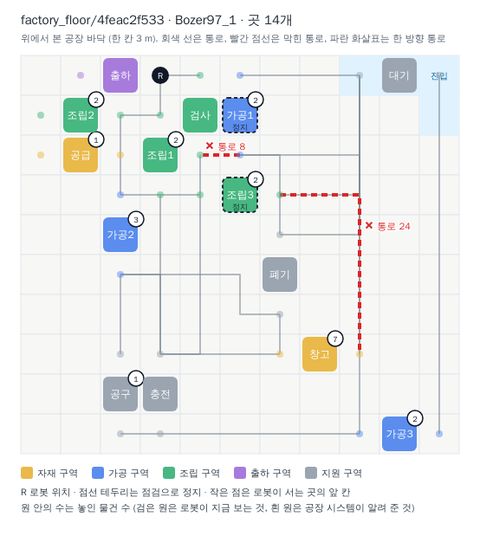 factory_floor/4feac2f533 · Bozer97_1 · 곳 14개
위에서 본 공장 바닥 (한 칸 3 m). 회색 선은 통로, 빨간 점선은 막힌 통로, 파란 화살표는 한 방향 통로
출하
R
대기
진입
조립2
2
검사
가공1
2
정지
공급
1
조립1
2
✕ 통로 8
조립3
2
정지
가공2
3
✕ 통로 24
폐기
창고
7
공구
1
충전
가공3
2
자재 구역
가공 구역
조립 구역
출하 구역
지원 구역
R 로봇 위치 · 점선 테두리는 점검으로 정지 · 작은 점은 로봇이 서는 곳의 앞 칸
원 안의 수는 놓인 물건 수 (검은 원은 로봇이 지금 보는 것, 흰 원은 공장 시스템이 알려 준 것)